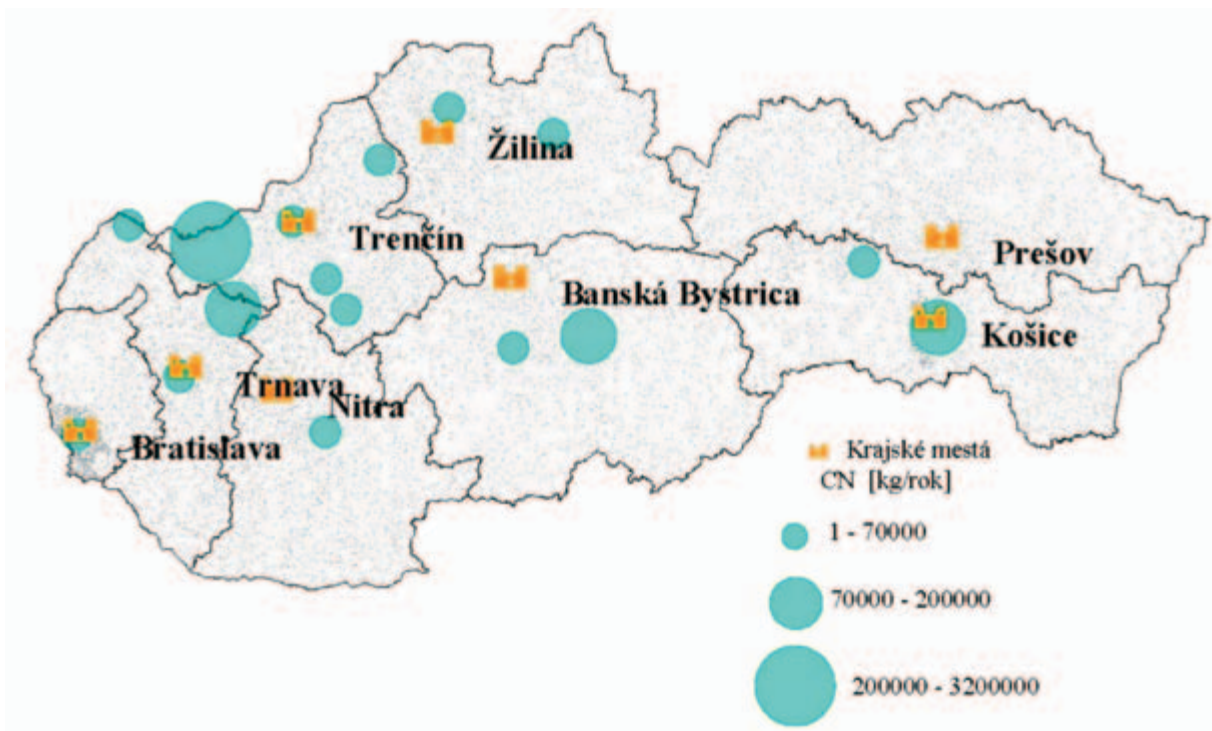 Žilina
Trenčín
Prešov
Banská Bystrica
Košice
Trnava
Nitra
Bratislava
Krajské mestá
CN [kg/rok]
1 - 70000
70000 - 200000
200000 - 3200000